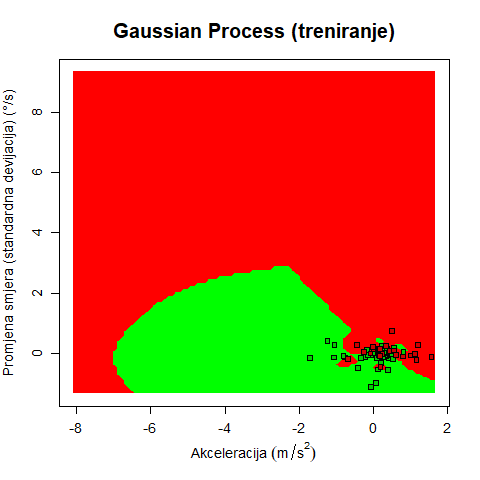 Gaussian Process (treniranje)
Promjena smjera (standardna devijacija) (°/s)
8
6
4
2
0
-8 -6 -4 -2 0 2
Akceleracija (m/s²)